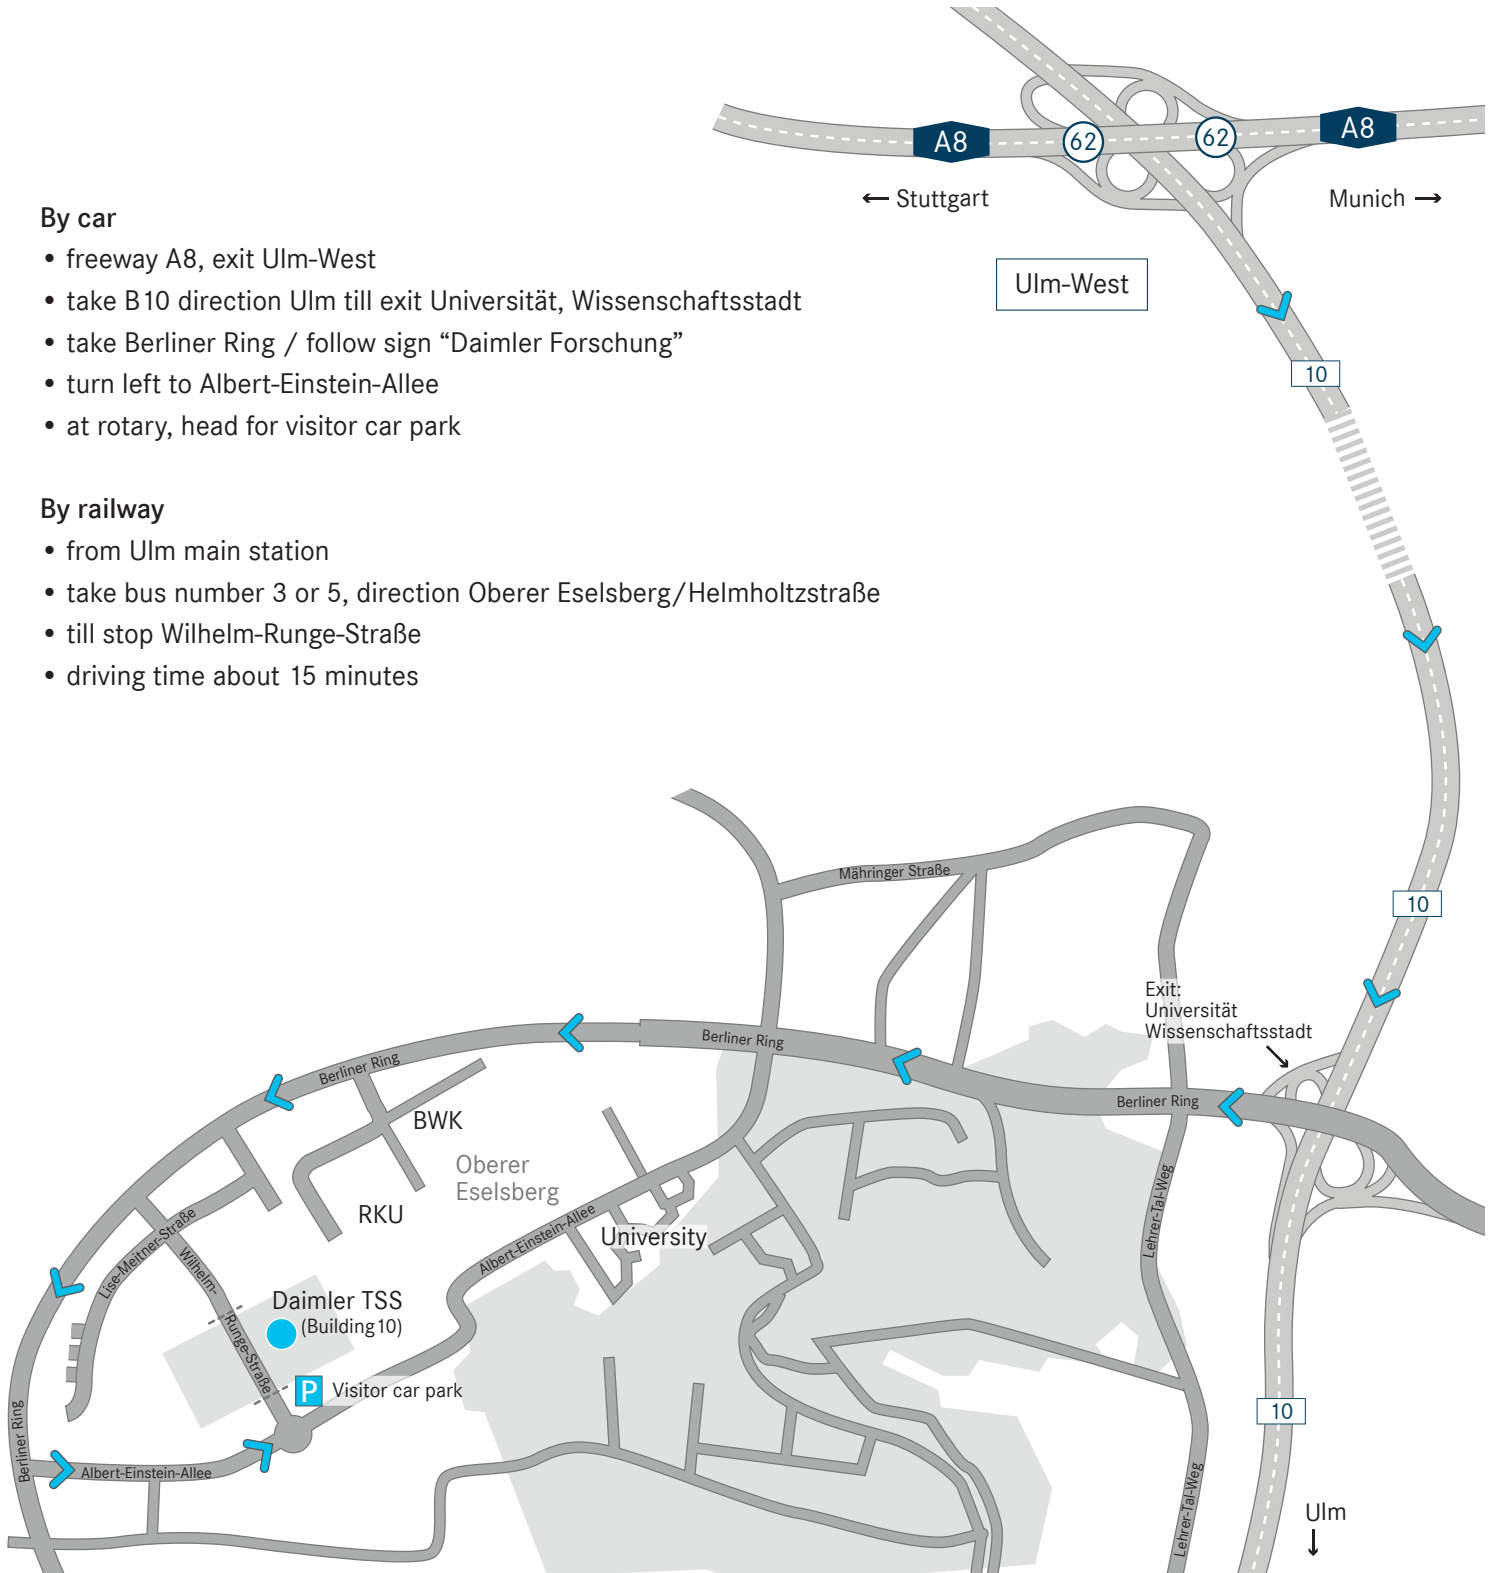 A8
62
62
A8
← Stuttgart
Munich →
Ulm-West
By car
• freeway A8, exit Ulm-West
• take B10 direction Ulm till exit Universität, Wissenschaftsstadt
• take Berliner Ring / follow sign “Daimler Forschung”
• turn left to Albert-Einstein-Allee
• at rotary, head for visitor car park
10
By railway
• from Ulm main station
• take bus number 3 or 5, direction Oberer Eselsberg/Helmholtzstraße
• till stop Wilhelm-Runge-Straße
• driving time about 15 minutes
Mähringer Straße
10
Exit:
Universität
Wissenschaftsstadt
Berliner Ring
Berliner Ring
Berliner Ring
BWK
Oberer
Eselsberg
RKU
University
Albert-Einstein-Allee
Lehrer-Tal-Weg
Lise-Meitner-Straße
Wilhelm-
Runge-Straße
Daimler TSS
(Building 10)
P Visitor car park
10
Berliner Ring
Albert-Einstein-Allee
Lehrer-Tal-Weg
Ulm
↓